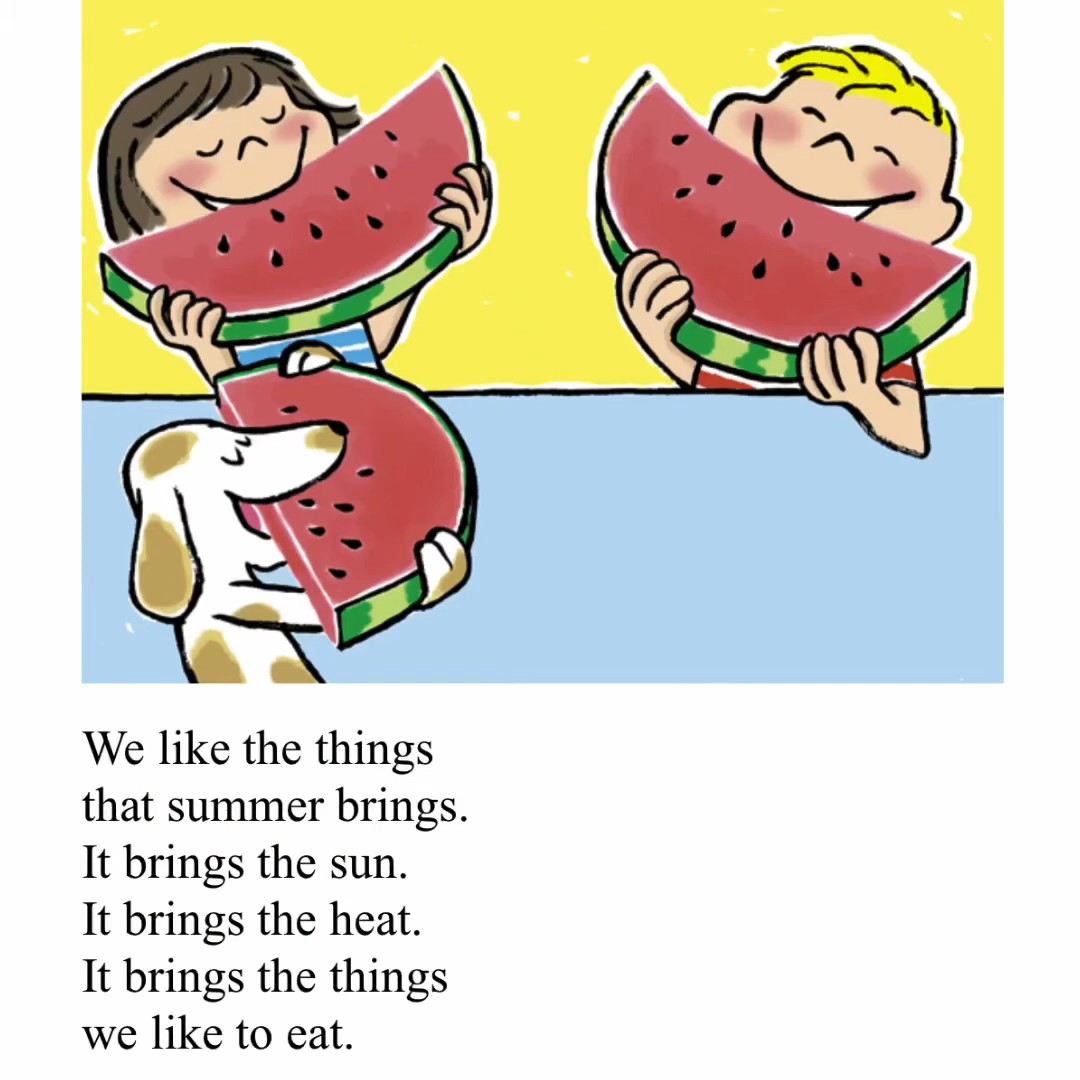 We like the things
that summer brings.
It brings the sun.
It brings the heat.
It brings the things
we like to eat.